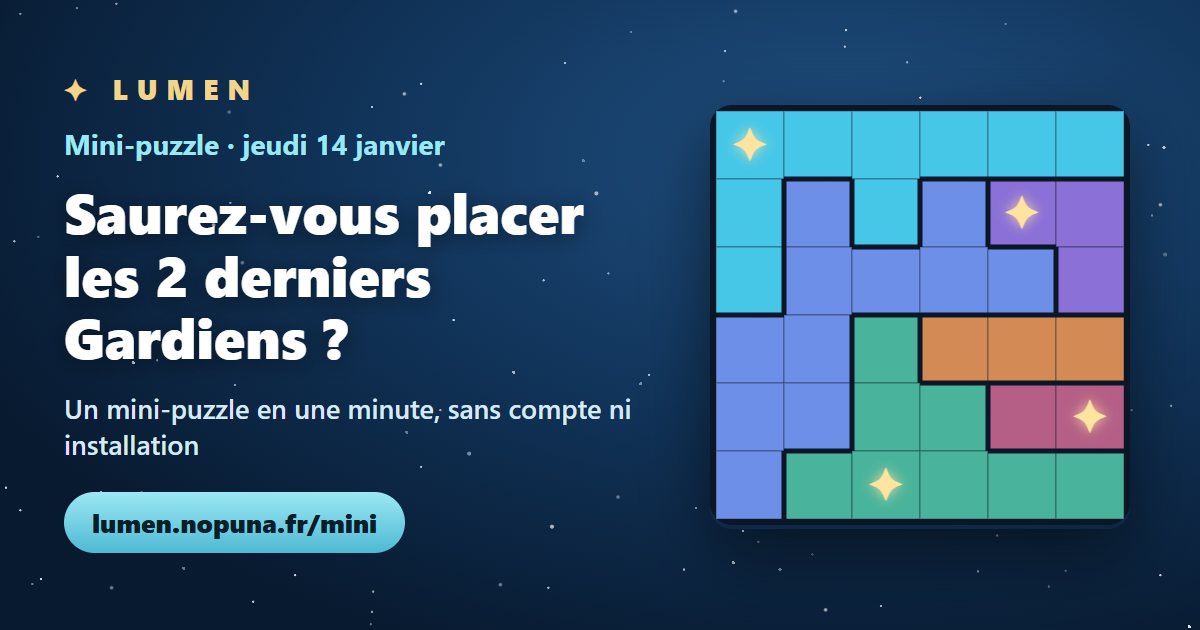 LUMEN
Mini-puzzle · jeudi 14 janvier
Saurez-vous placer
les 2 derniers
Gardiens ?
Un mini-puzzle en une minute, sans compte ni
installation
lumen.nopuna.fr/mini